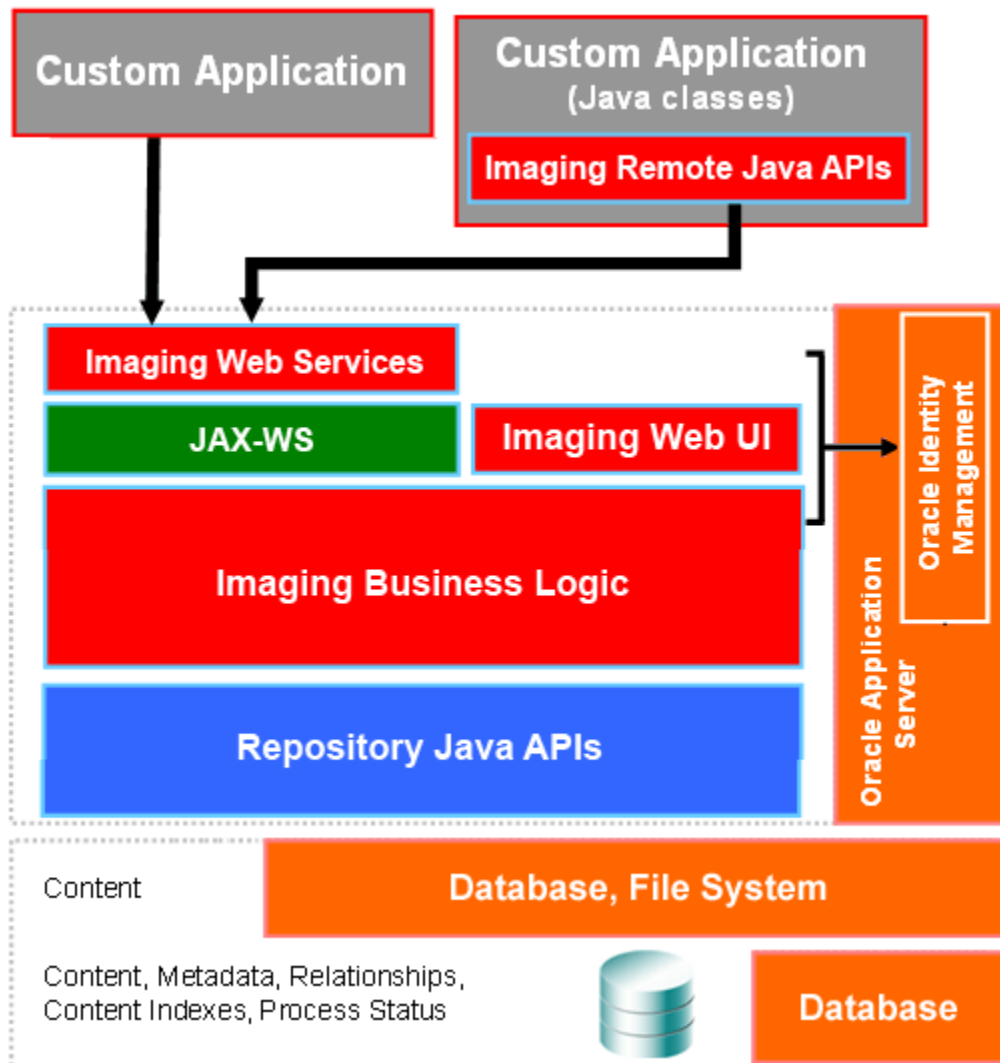 Custom Application
Custom Application
(Java classes)
Imaging Remote Java APIs
Imaging Web Services
JAX-WS
Imaging Web UI
Imaging Business Logic
Repository Java APIs
Oracle Identity
Management
Oracle Application
Server
Content
Database, File System
Content, Metadata, Relationships,
Content Indexes, Process Status
Database